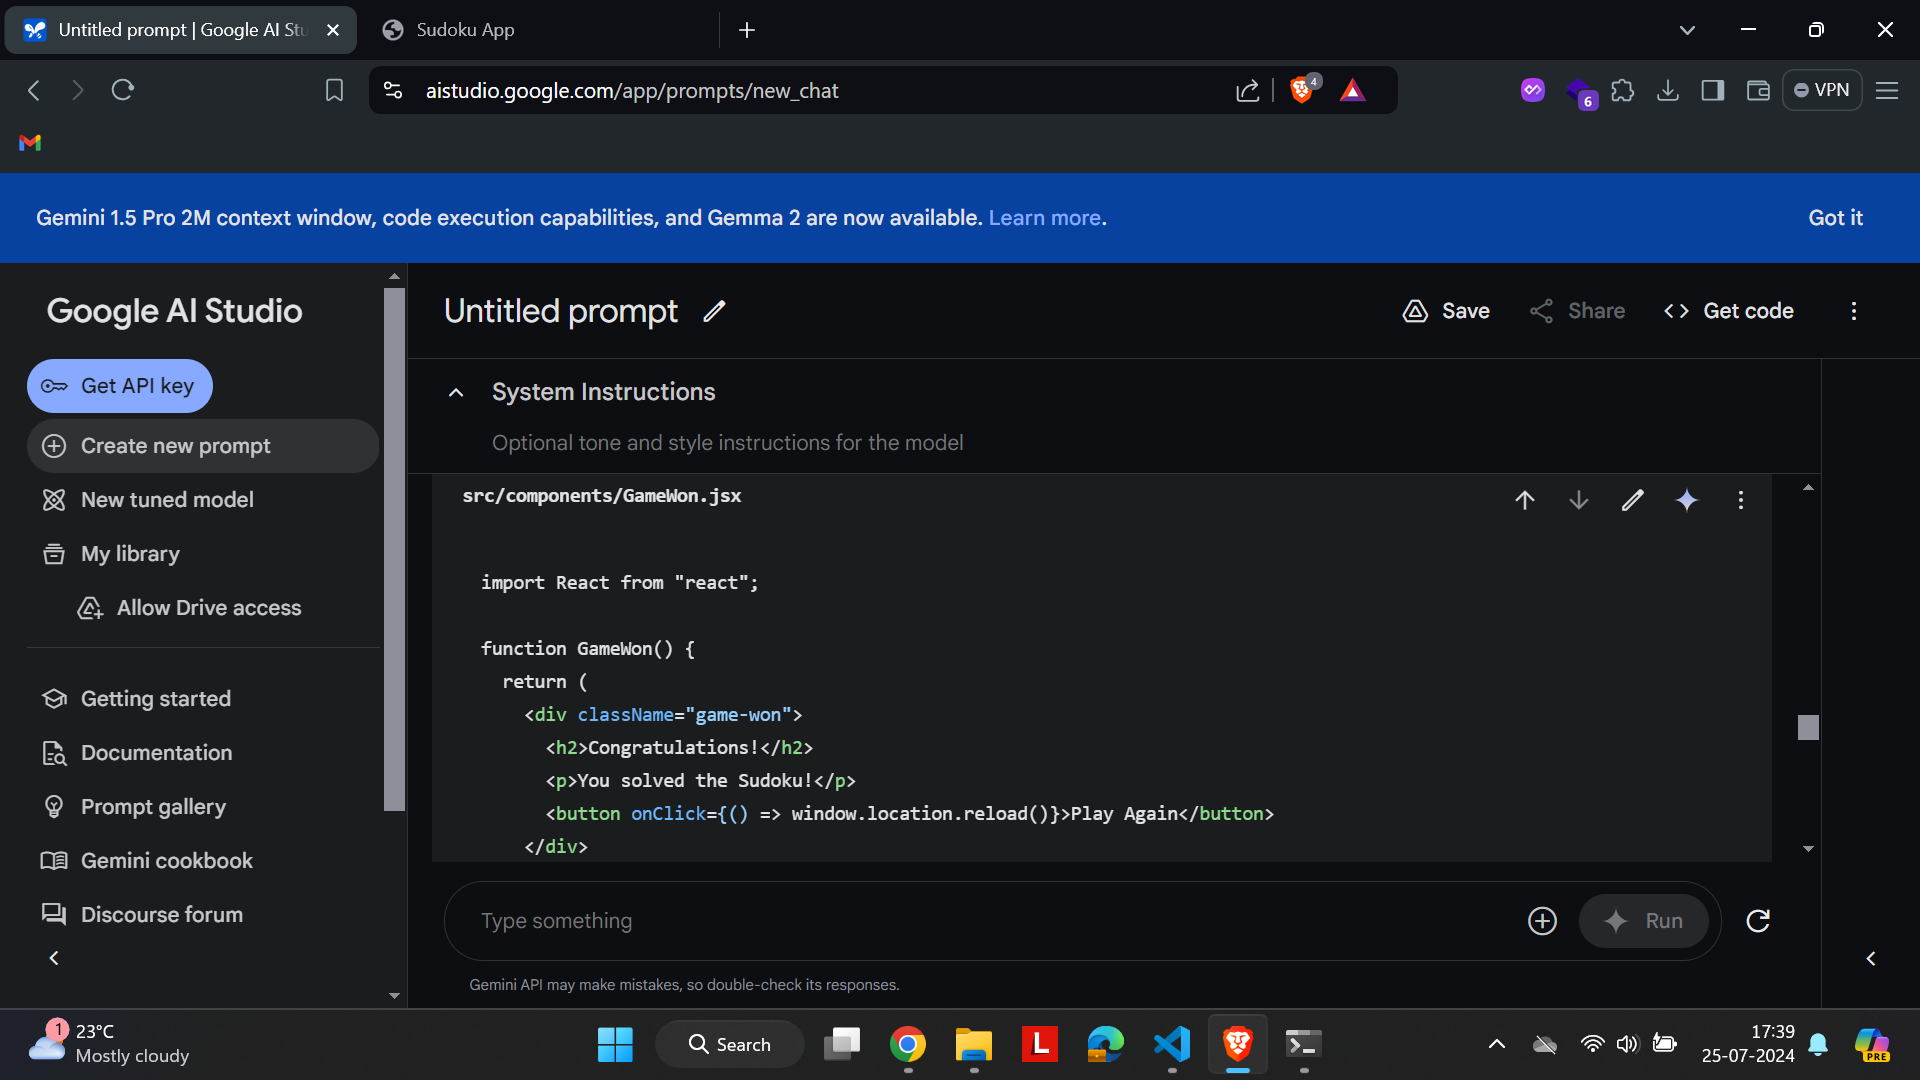 Untitled prompt | Google AI Stu
Sudoku App
aistudio.google.com/app/prompts/new_chat
4
6
VPN
Gemini 1.5 Pro 2M context window, code execution capabilities, and Gemma 2 are now available. Learn more.
Got it
Google AI Studio
Get API key
Create new prompt
New tuned model
My library
Allow Drive access
Getting started
Documentation
Prompt gallery
Gemini cookbook
Discourse forum
Untitled prompt
Save
Share
Get code
System Instructions
Optional tone and style instructions for the model
src/components/GameWon.jsx
import React from "react";
function GameWon() {
return (
<div className="game-won">
<h2>Congratulations!</h2>
<p>You solved the Sudoku!</p>
<button onClick={() => window.location.reload()}>Play Again</button>
</div>
Type something
Run
Gemini API may make mistakes, so double-check its responses.
1
23°C
Mostly cloudy
Search
L
17:39
25-07-2024
PRE